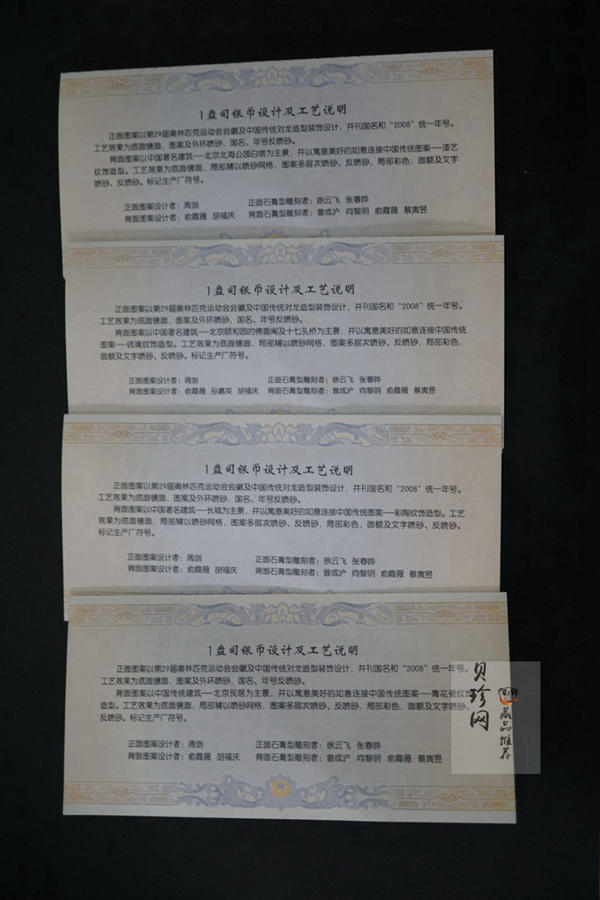 1盎司银币设计及工艺说明
正面图案以第29届奥林匹克运动会会徽及中国传统对龙造型装饰设计，并刊国名和“2008”统一年号。
工艺效果为底面镜面，图案及外环喷砂，国名、年号反喷砂。
背面图案以中国著名建筑──北京北海公园白塔为主景，并以寓意美好的如意连接中国传统图案──漆艺
纹饰造型。工艺效果为底面镜面，局部辅以喷砂网格，图案多层次喷砂、反喷砂，局部彩色，面额及文字
喷砂、反喷砂。标记生产厂符号。
正面图案设计者：周剑 正面石膏型雕刻者：徐云飞 张春晔
背面图案设计者：俞霞薇 胡福庆 背面石膏型雕刻者：曾成沪 向黎明 俞霞薇 蔡寅昱
1盎司银币设计及工艺说明
正面图案以第29届奥林匹克运动会会徽及中国传统对龙造型装饰设计，并刊国名和“2008”统一年号。
工艺效果为底面镜面，图案及外环喷砂，国名、年号反喷砂。
背面图案以中国著名建筑──北京颐和园的佛香阁及十七孔桥为主景，并以寓意美好的如意连接中国传统
图案──琉璃纹饰造型。工艺效果为底面镜面，局部辅以喷砂网格，图案多层次喷砂、反喷砂，局部彩色，
面额及文字喷砂、反喷砂。标记生产厂符号。
正面图案设计者：周剑 正面石膏型雕刻者：徐云飞 张春晔
背面图案设计者：俞霞薇 孙嘉英 胡福庆 背面石膏型雕刻者：曾成沪 向黎明 俞霞薇 蔡寅昱
1盎司银币设计及工艺说明
正面图案以第29届奥林匹克运动会会徽及中国传统对龙造型装饰设计，并刊国名和“2008”统一年号。
工艺效果为底面镜面，图案及外环喷砂，国名、年号反喷砂。
背面图案以中国著名建筑──长城为主景，并以寓意美好的如意连接中国传统图案──彩陶纹饰造型。工艺
效果为底面镜面，局部辅以喷砂网格，图案多层次喷砂、反喷砂，局部彩色，面额及文字喷砂、反喷砂。
标记生产厂符号。
正面图案设计者：周剑 正面石膏型雕刻者：徐云飞 张春晔
背面图案设计者：俞霞薇 胡福庆 背面石膏型雕刻者：曾成沪 向黎明 俞霞薇 蔡寅昱
1盎司银币设计及工艺说明
正面图案以第29届奥林匹克运动会会徽及中国传统对龙造型装饰设计，并刊国名和“2008”统一年号。
工艺效果为底面镜面，图案及外环喷砂，国名、年号反喷砂。
背面图案以中国传统建筑──北京民居为主景，并以寓意美好的如意连接中国传统图案──青花瓷纹饰
造型。工艺效果为底面镜面，局部辅以喷砂网格，图案多层次喷砂、反喷砂，局部彩色，面额及文字喷砂、
反喷砂。标记生产厂符号。
正面图案设计者：周剑 正面石膏型雕刻者：徐云飞 张春晔
背面图案设计者：俞霞薇 胡福庆 背面石膏型雕刻者：曾成沪 向黎明 俞霞薇 蔡寅昱
贝珍网
藏品推荐